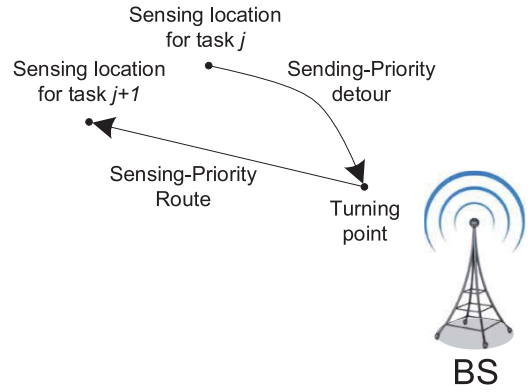 Sensing location
for task j
Sensing location
for task j+1
Sending-Priority
detour
Sensing-Priority
Route
Turning
point
BS